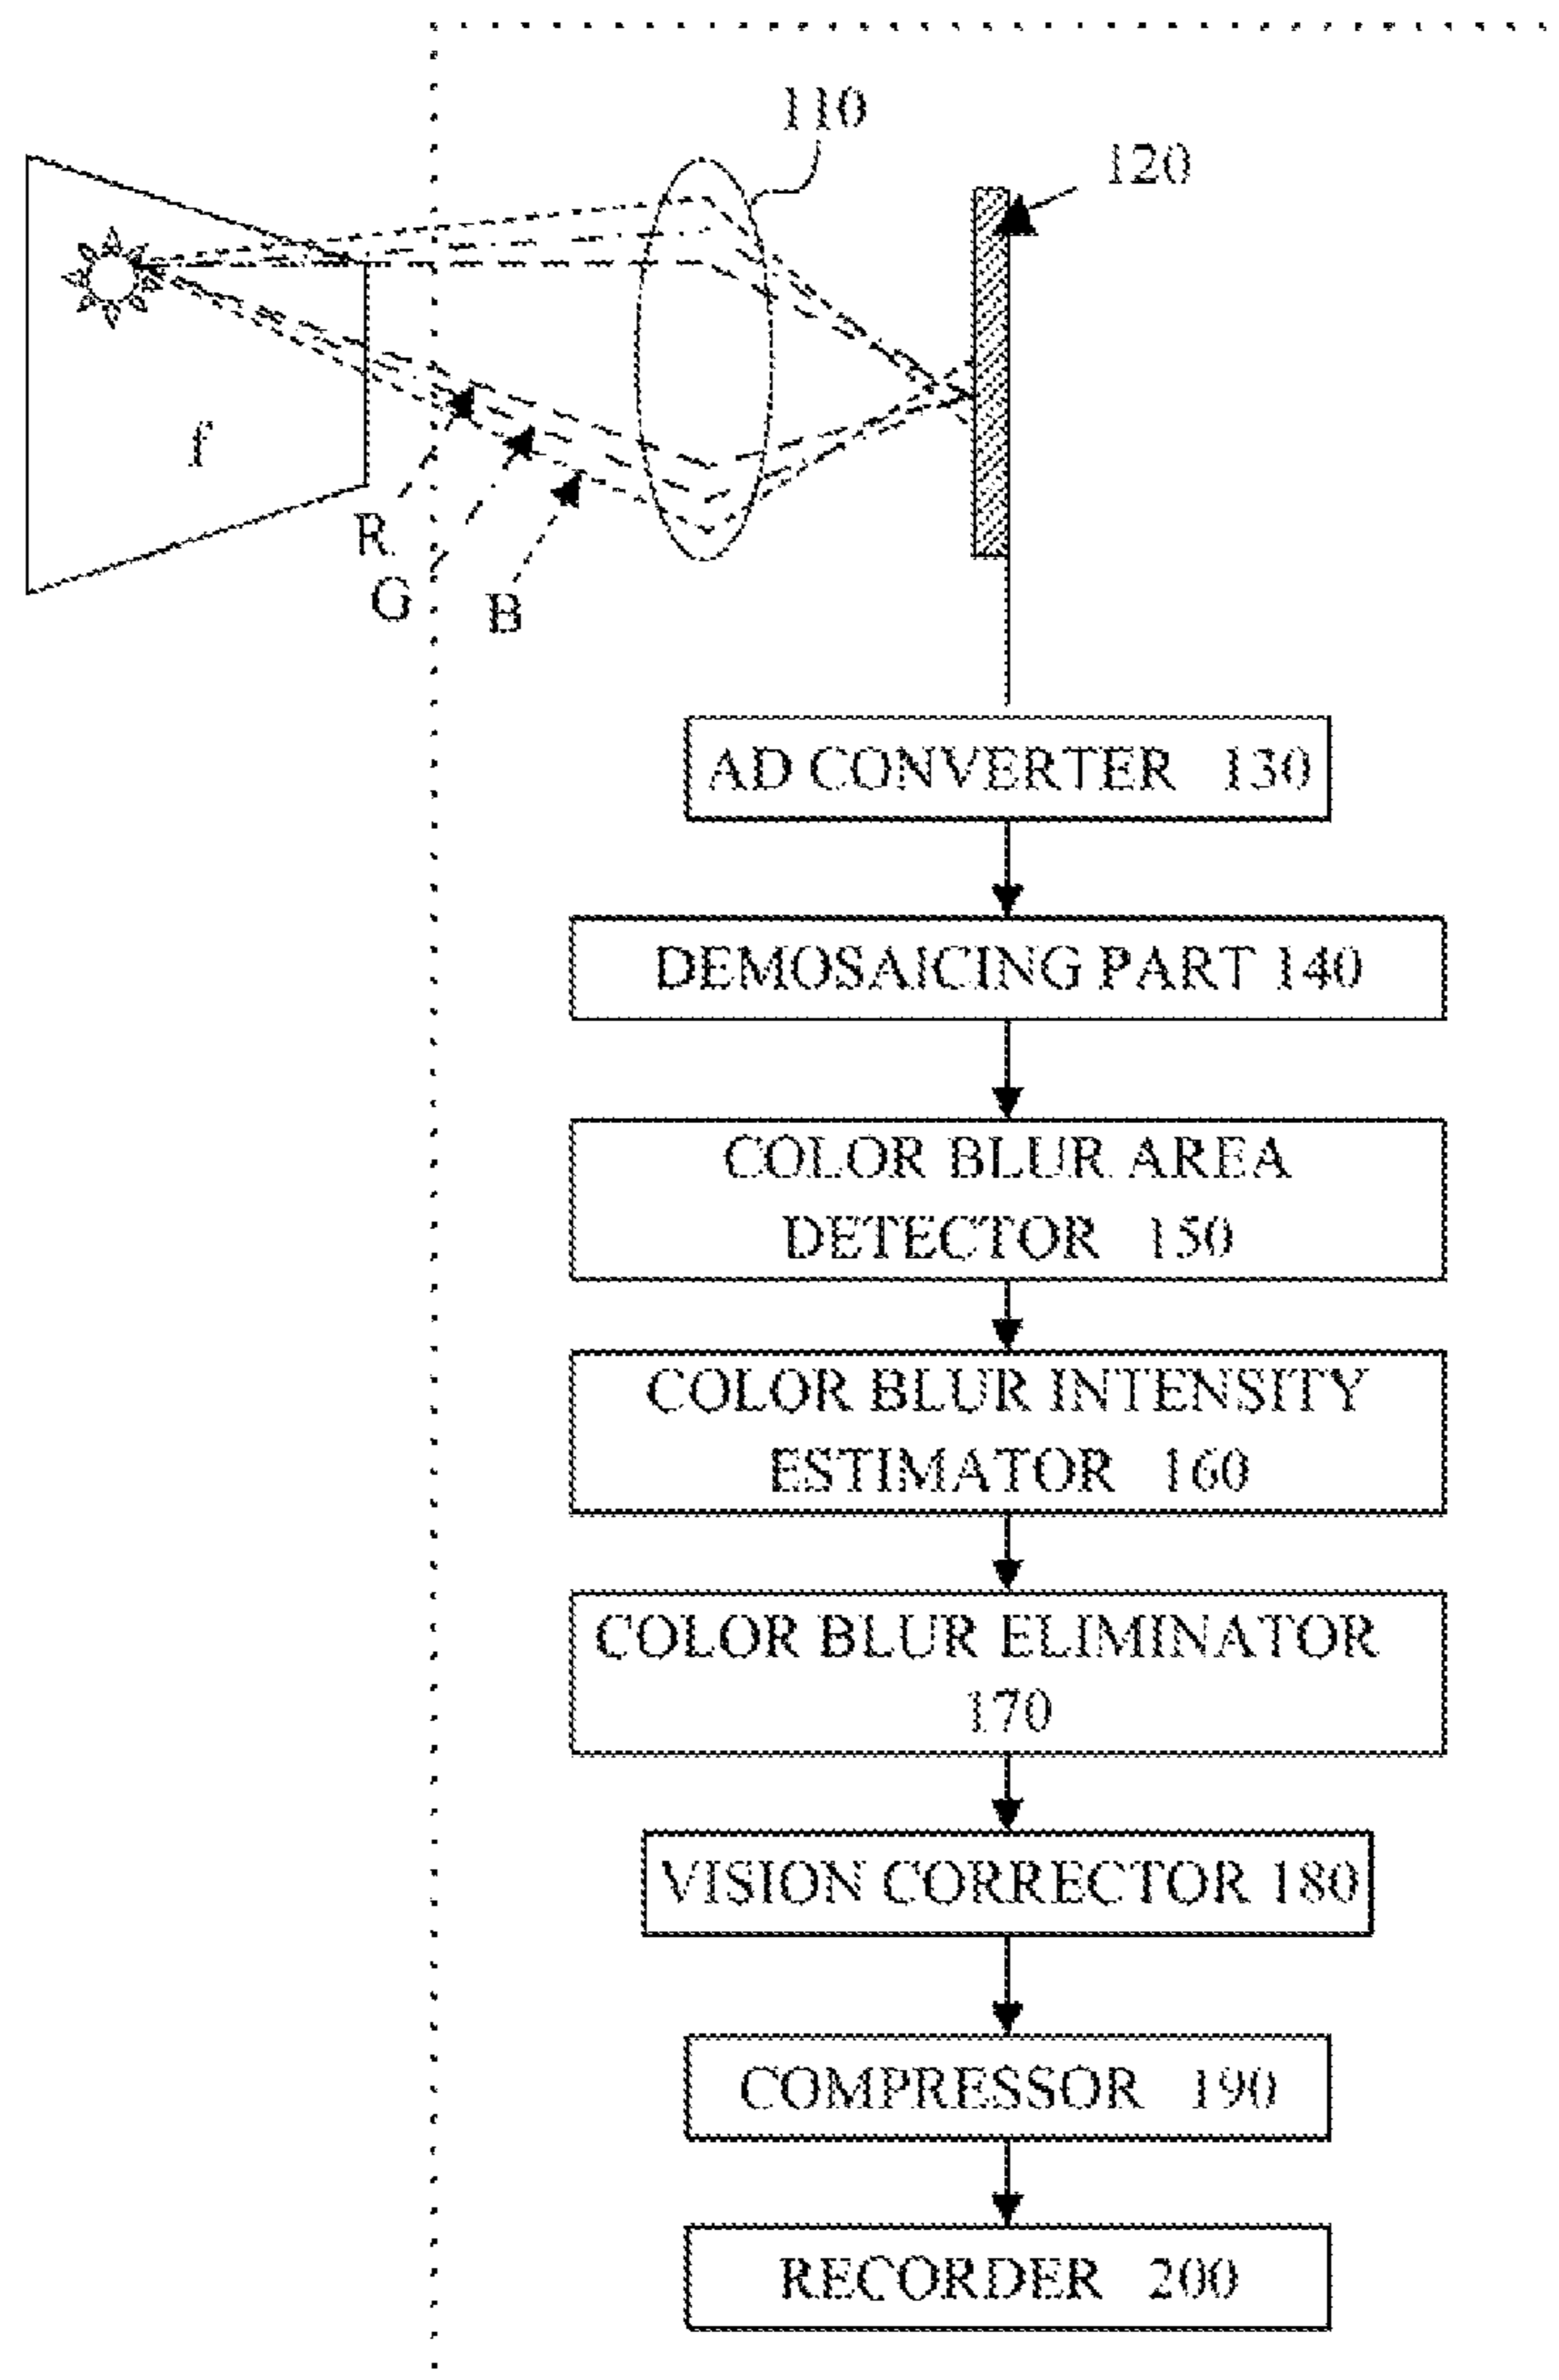 110
120
f
R
G
B
AD CONVERTER 130
DEMOSAICING PART 140
COLOR BLUR AREA
DETECTOR 150
COLOR BLUR INTENSITY
ESTIMATOR 160
COLOR BLUR ELIMINATOR
170
VISION CORRECTOR 180
COMPRESSOR 190
RECORDER 200